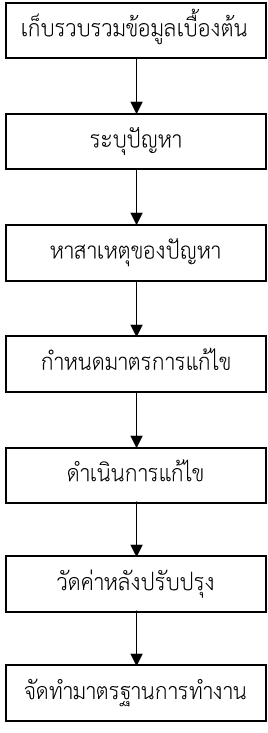 เก็บรวบรวมข้อมูลเบื้องต้น
ระบุปัญหา
หาสาเหตุของปัญหา
กำหนดมาตรการแก้ไข
ดำเนินการแก้ไข
วัดค่าหลังปรับปรุง
จัดทำมาตรฐานการทำงาน